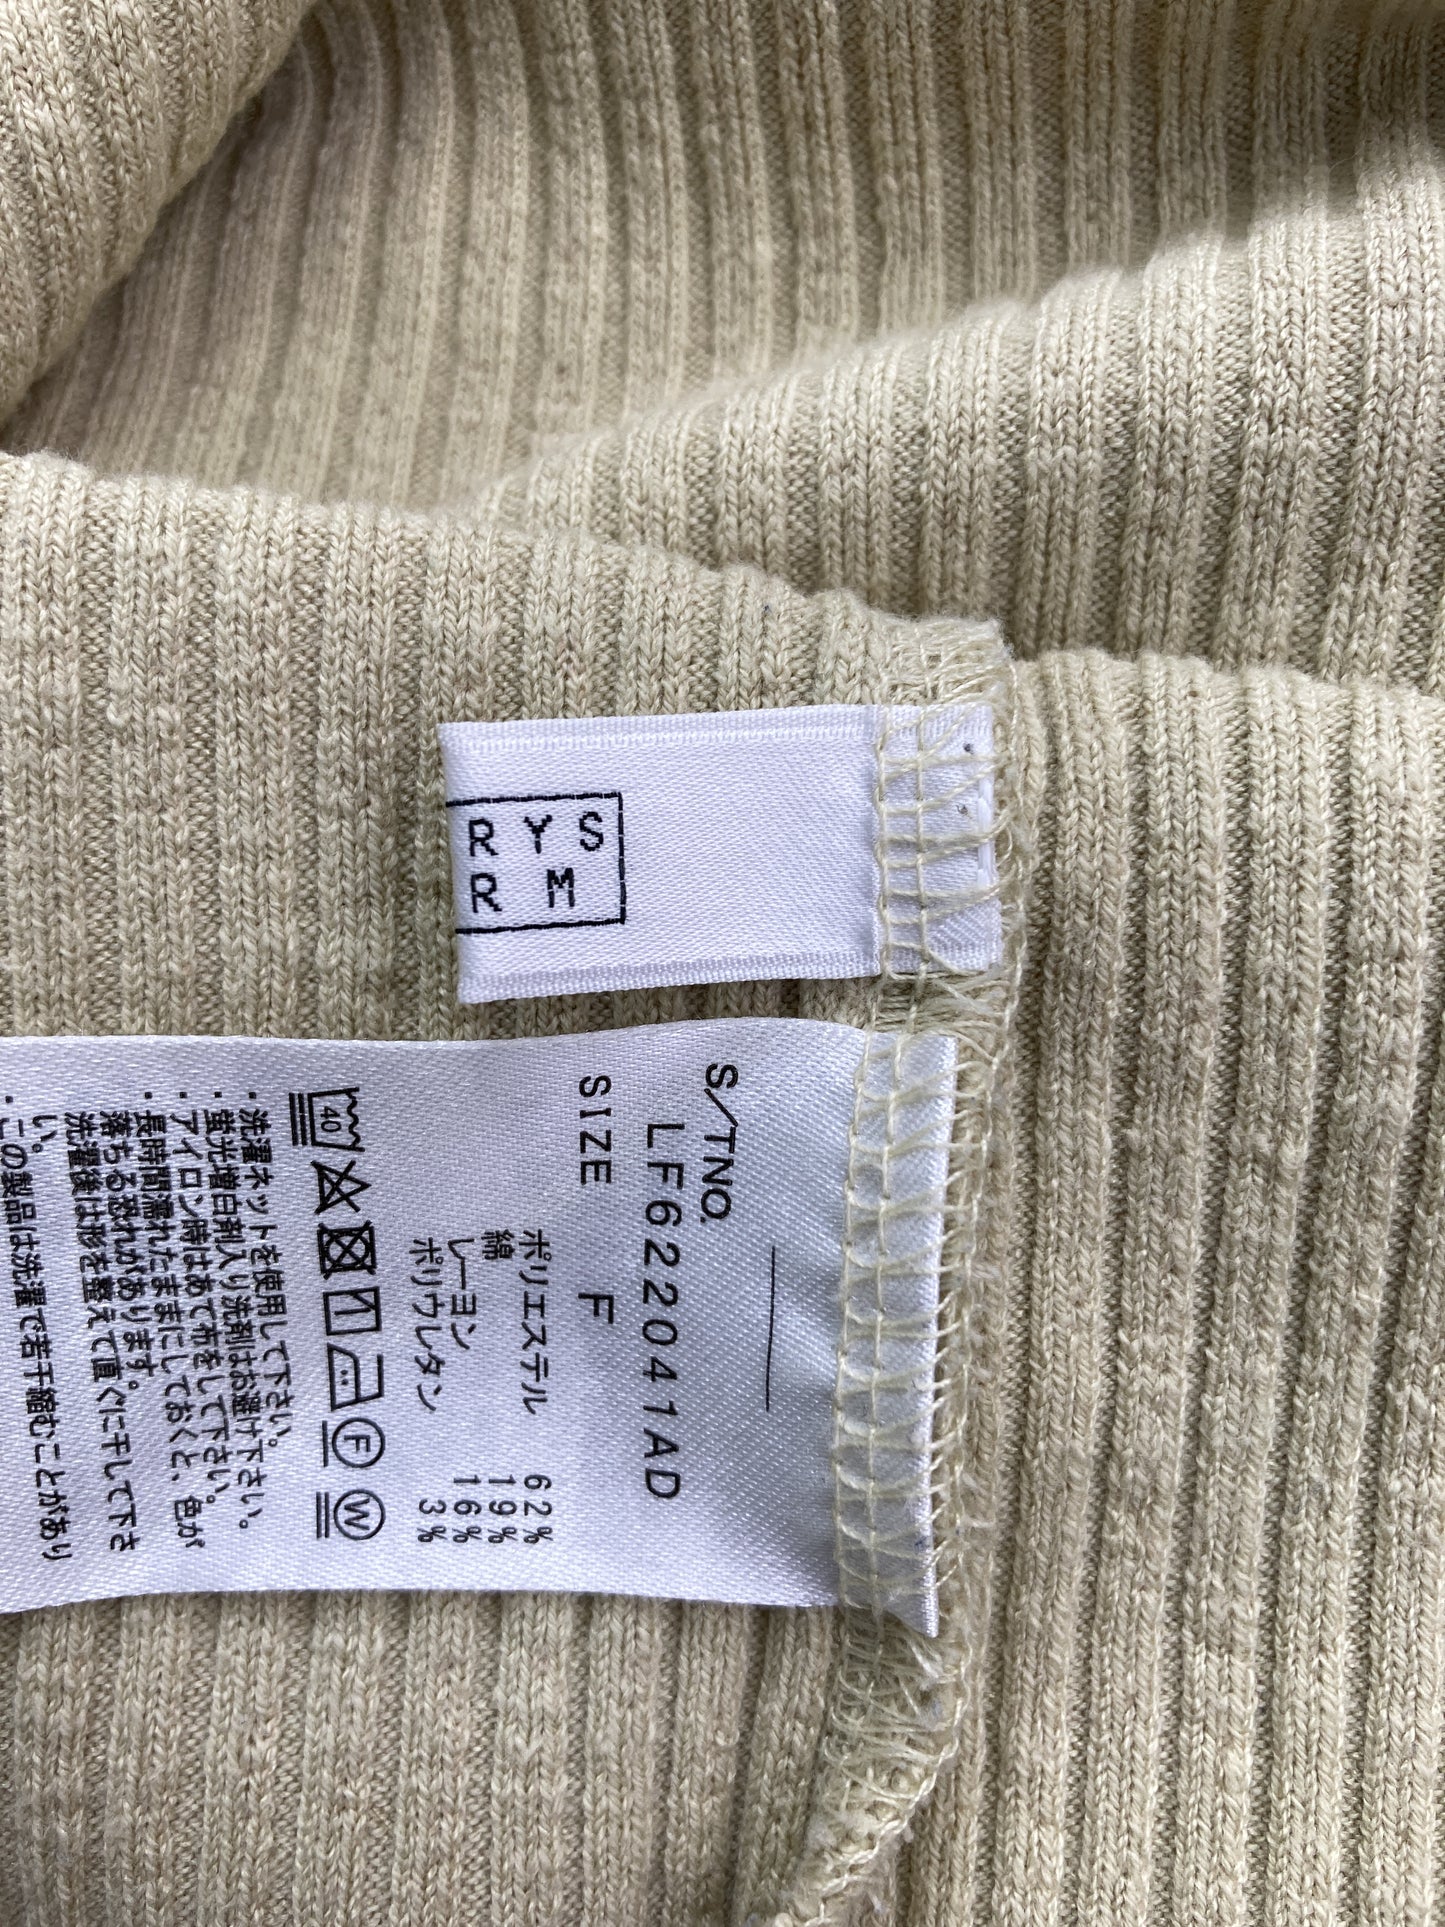 RYS
R M
S/TNO.
LF622041AD
SIZE F
ポリエステル 62%
綿 19%
レーヨン 16%
ポリウレタン 3%
40
F
W
・洗濯ネットを使用して下さい。
・蛍光増白剤入り洗剤はお避け下さい。
・アイロン時はあて布をして下さい。
・長時間濡れたままにしておくと、色が
落ちる恐れがあります。
洗濯後は形を整えて直ぐに干して下さ
い。
・この製品は洗濯で若干縮むことがあり